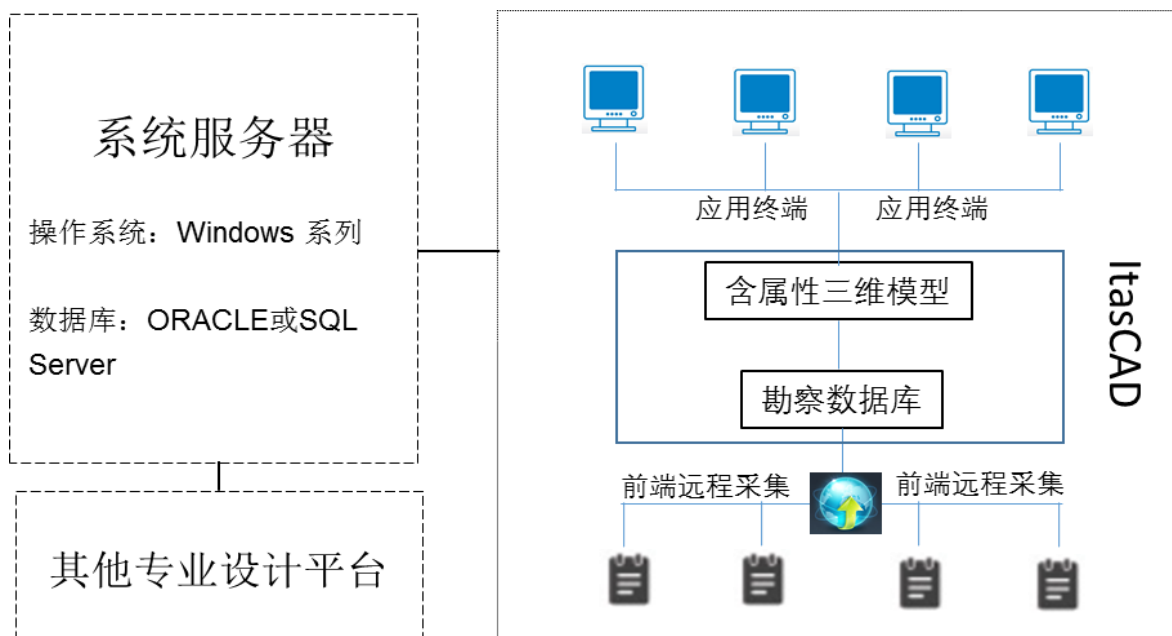 系统服务器
操作系统：Windows 系列
数据库：ORACLE或SQL
Server
其他专业设计平台
应用终端
应用终端
含属性三维模型
勘察数据库
前端远程采集
前端远程采集
ItasCAD